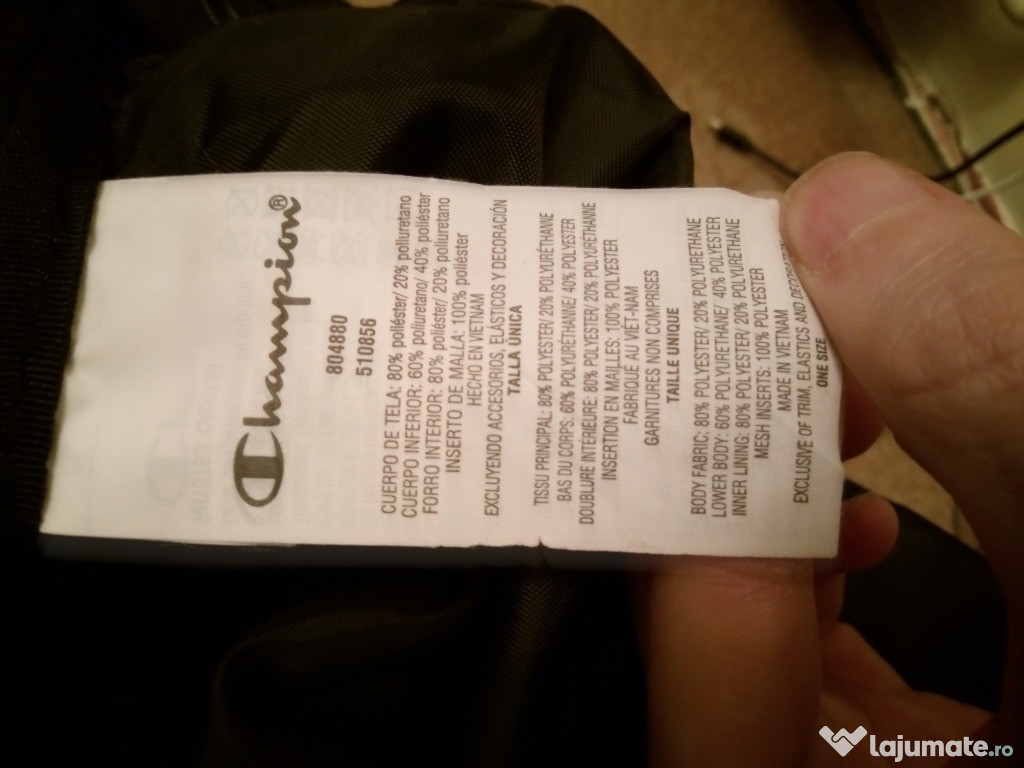 Champion®
804880
510856
CUERPO DE TELA: 80% poliéster/ 20% poliuretano
CUERPO INFERIOR: 60% poliuretano/ 40% poliéster
FORRO INTERIOR: 80% poliéster/ 20% poliuretano
INSERTO DE MALLA: 100% poliéster
HECHO EN VIETNAM
EXCLUYENDO ACCESORIOS, ELÁSTICOS Y DECORACIÓN
TALLA ÚNICA
TISSU PRINCIPAL: 80% POLYESTER/ 20% POLYURÉTHANNE
BAS DU CORPS: 60% POLYURÉTHANNE/ 40% POLYESTER
DOUBLURE INTÉRIEURE: 80% POLYESTER/ 20% POLYURÉTHANNE
INSERTION EN MAILLES: 100% POLYESTER
FABRIQUÉ AU VIÊT-NAM
GARNITURES NON COMPRISES
TAILLE UNIQUE
BODY FABRIC: 80% POLYESTER/ 20% POLYURETHANE
LOWER BODY: 60% POLYURETHANE/ 40% POLYESTER
INNER LINING: 80% POLYESTER/ 20% POLYURETHANE
MESH INSERTS: 100% POLYESTER
MADE IN VIETNAM
EXCLUSIVE OF TRIM, ELASTICS AND
ONE SIZE
lajumate.ro